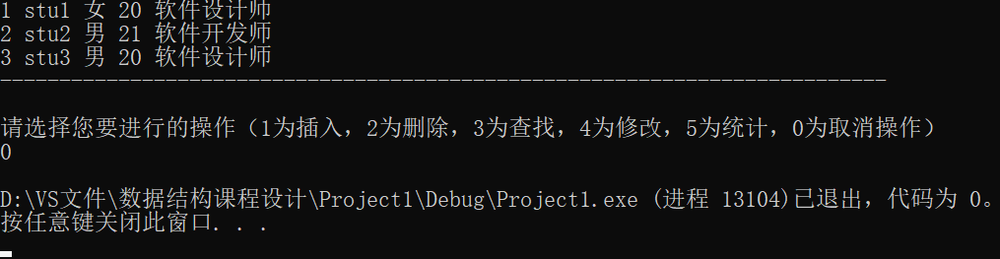 1 stu1 女 20 软件设计师
2 stu2 男 21 软件开发师
3 stu3 男 20 软件设计师
---------------------------------------------------------------------------
请选择您要进行的操作（1为插入，2为删除，3为查找，4为修改，5为统计，0为取消操作）
0
D:\VS文件\数据结构课程设计\Project1\Debug\Project1.exe (进程 13104)已退出，代码为 0。
按任意键关闭此窗口. . .